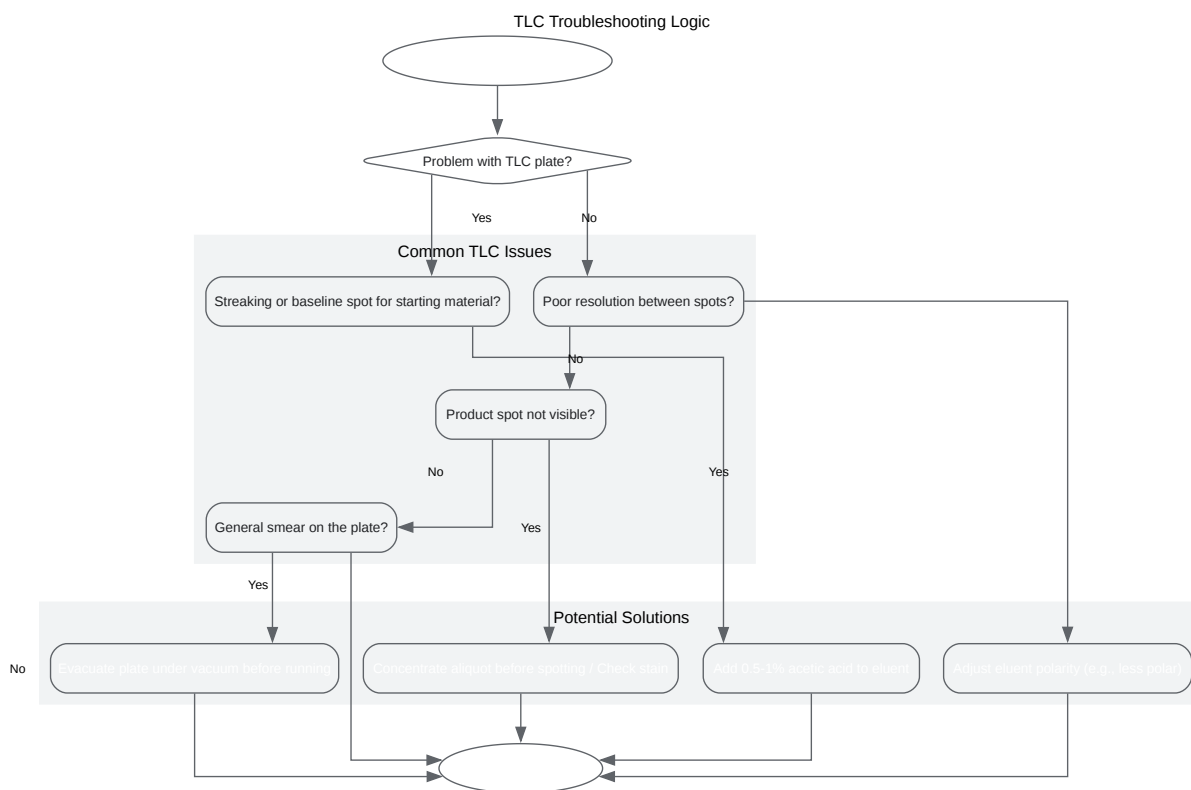 TLC Troubleshooting Logic
Problem with TLC plate?
Yes
No
Common TLC Issues
Streaking or baseline spot for starting material?
Poor resolution between spots?
No
Product spot not visible?
No
Yes
General smear on the plate?
Yes
Yes
Potential Solutions
No
Evacuate plate under vacuum before running
Concentrate aliquot before spotting / Check stain
Add 0.5-1% acetic acid to eluent
Adjust eluent polarity (e.g., less polar)